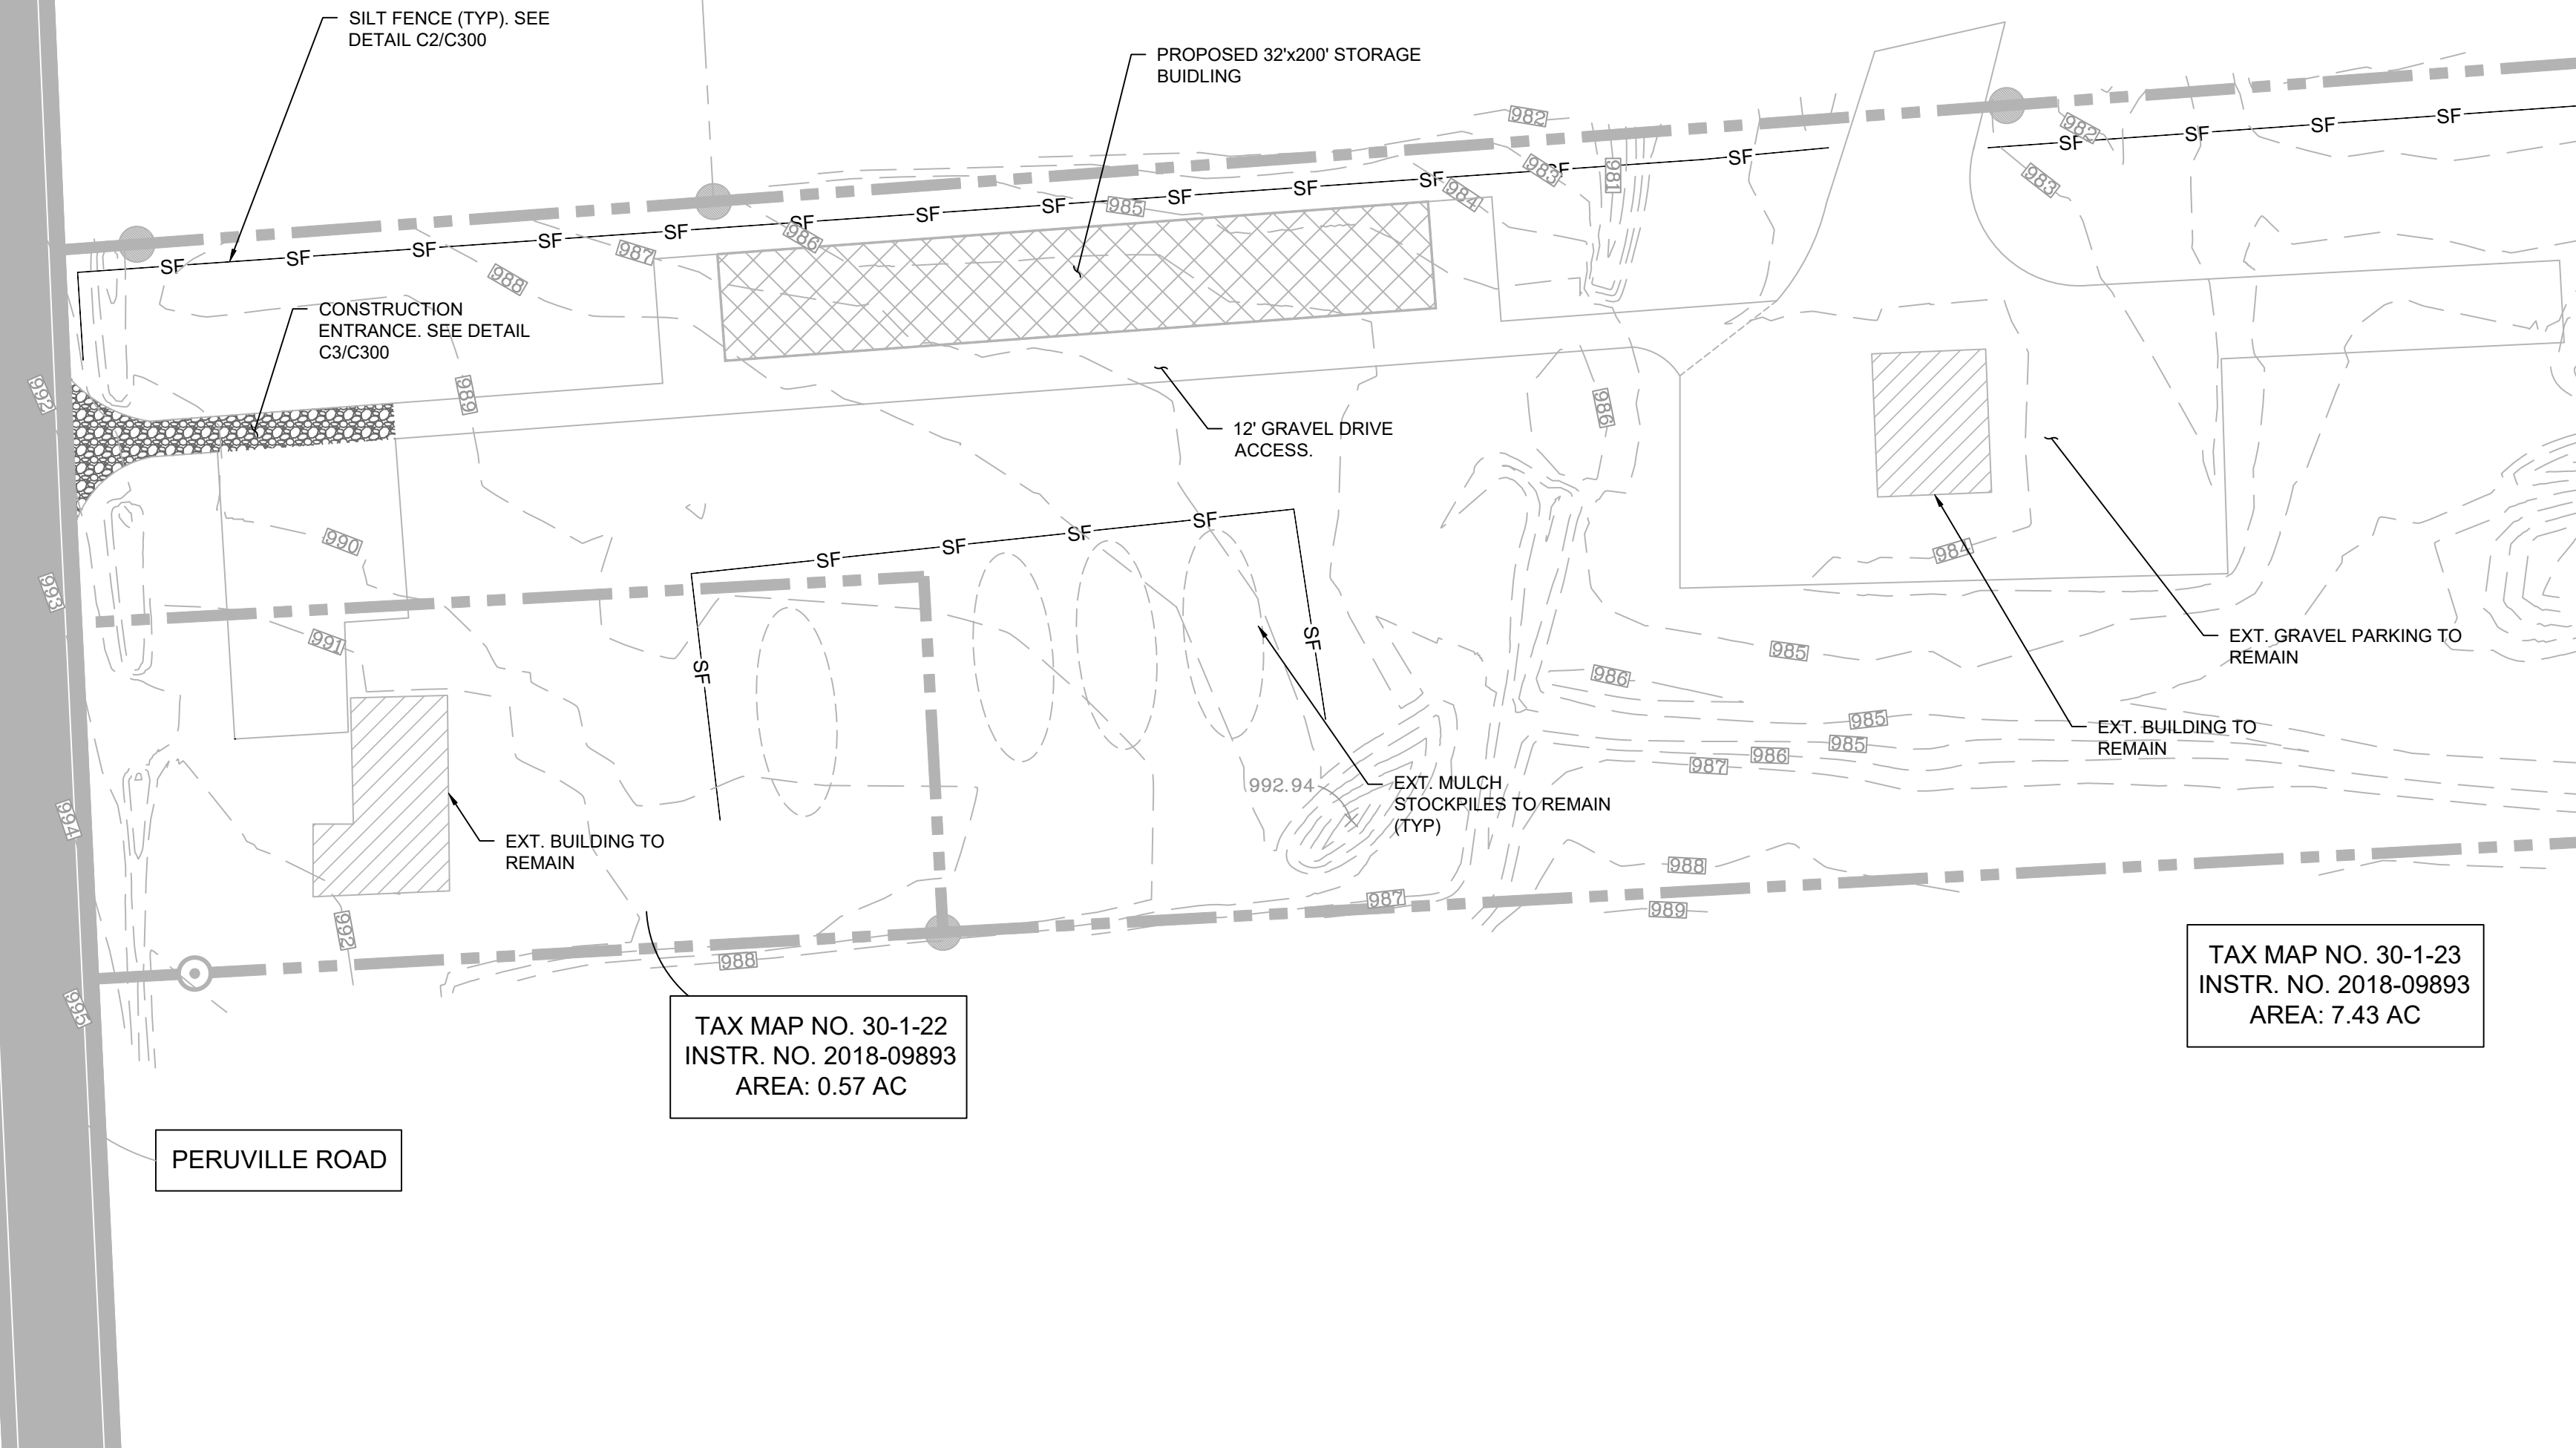 SILT FENCE (TYP). SEE
DETAIL C2/C300
PROPOSED 32'x200' STORAGE
BUIDLING
982
SF
SF
SF
SF
982
SF
983
SF
981
983
SF
984
SF
SF
985
SF
SF
SF
986
SF
987
SF
SF
SF
SF
988
CONSTRUCTION
ENTRANCE. SEE DETAIL
C3/C300
992
989
986
12' GRAVEL DRIVE
ACCESS.
SF
SF
SF
SF
990
984
993
991
SF
SF
985
EXT. GRAVEL PARKING TO
REMAIN
986
985
EXT. BUILDING TO
REMAIN
985
986
987
992.94
EXT. MULCH
STOCKPILES TO REMAIN
(TYP)
994
EXT. BUILDING TO
REMAIN
988
987
989
992
988
995
TAX MAP NO. 30-1-23
INSTR. NO. 2018-09893
AREA: 7.43 AC
TAX MAP NO. 30-1-22
INSTR. NO. 2018-09893
AREA: 0.57 AC
PERUVILLE ROAD